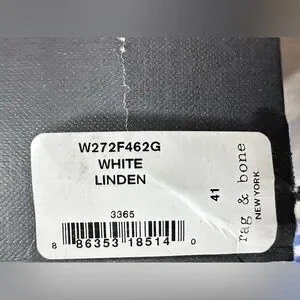 W272F462G
WHITE
LINDEN
3365
8 86353 18514 0
41
rag & bone
NEW YORK